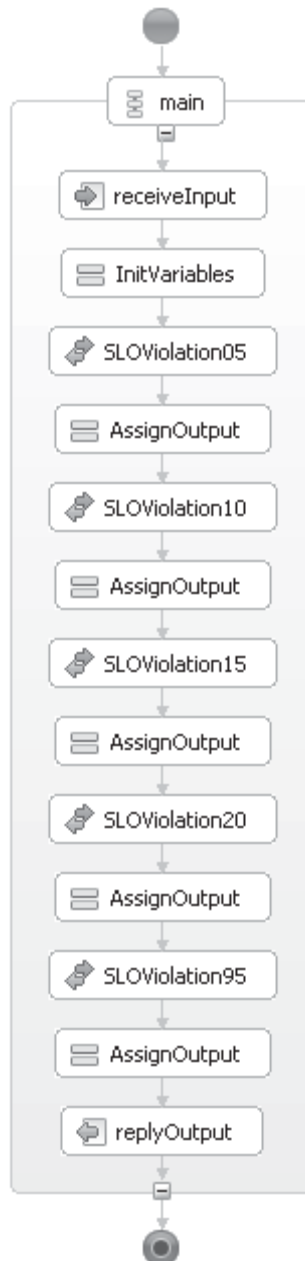 main
receiveInput
InitVariables
SLOViolation05
AssignOutput
SLOViolation10
AssignOutput
SLOViolation15
AssignOutput
SLOViolation20
AssignOutput
SLOViolation95
AssignOutput
replyOutput